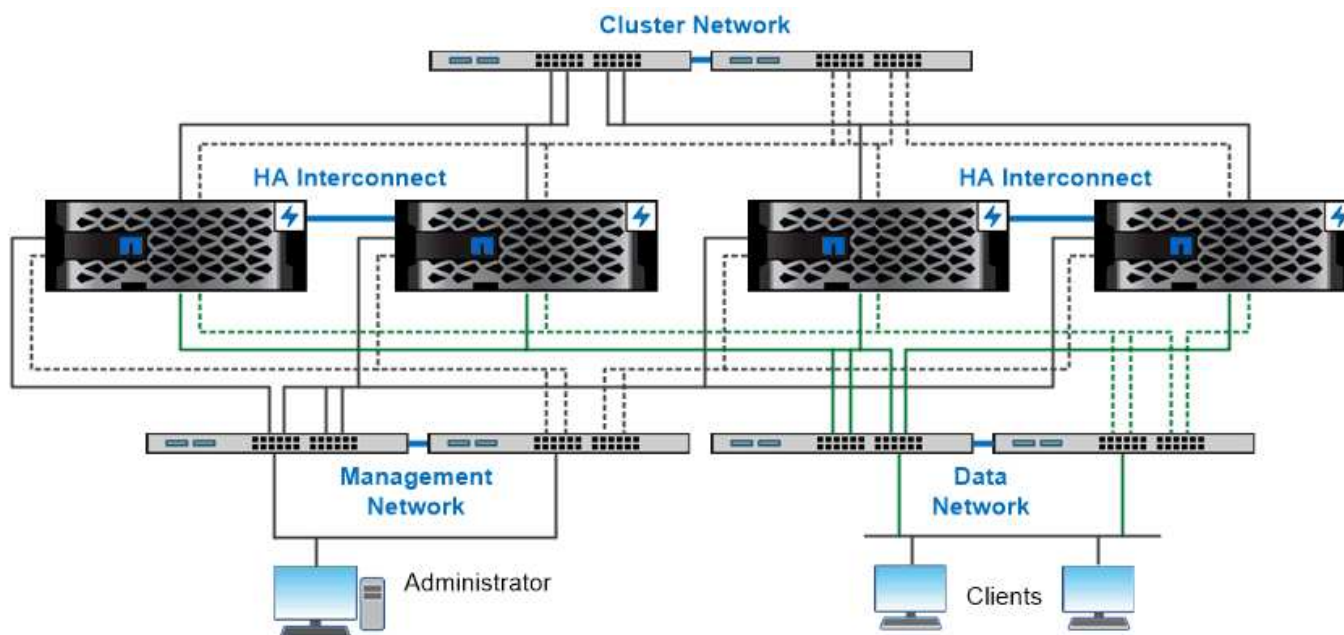 Cluster Network
HA Interconnect
HA Interconnect
Management
Network
Data
Network
Administrator
Clients